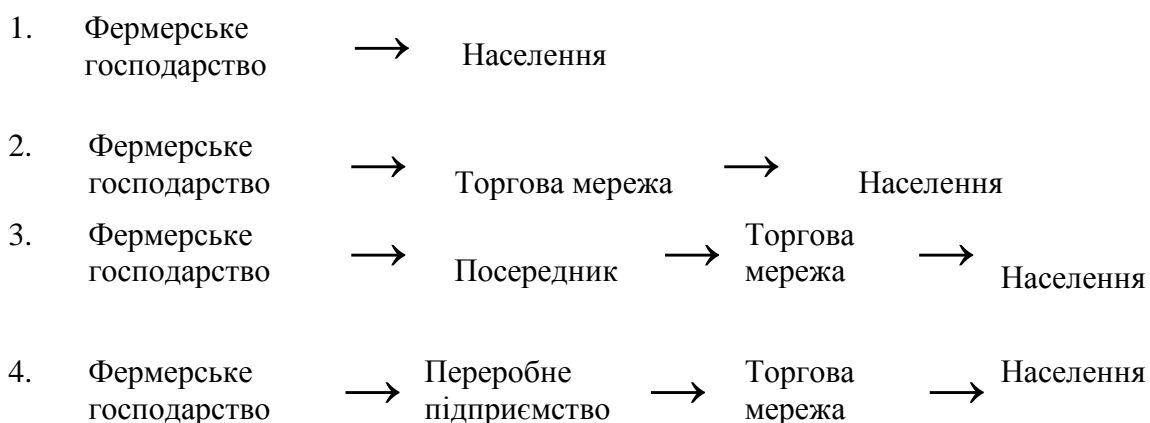 1. Фермерське господарство → Населення
2. Фермерське господарство → Торгова мережа → Населення
3. Фермерське господарство → Посередник → Торгова мережа → Населення
4. Фермерське господарство → Переробне підприємство → Торгова мережа → Населення